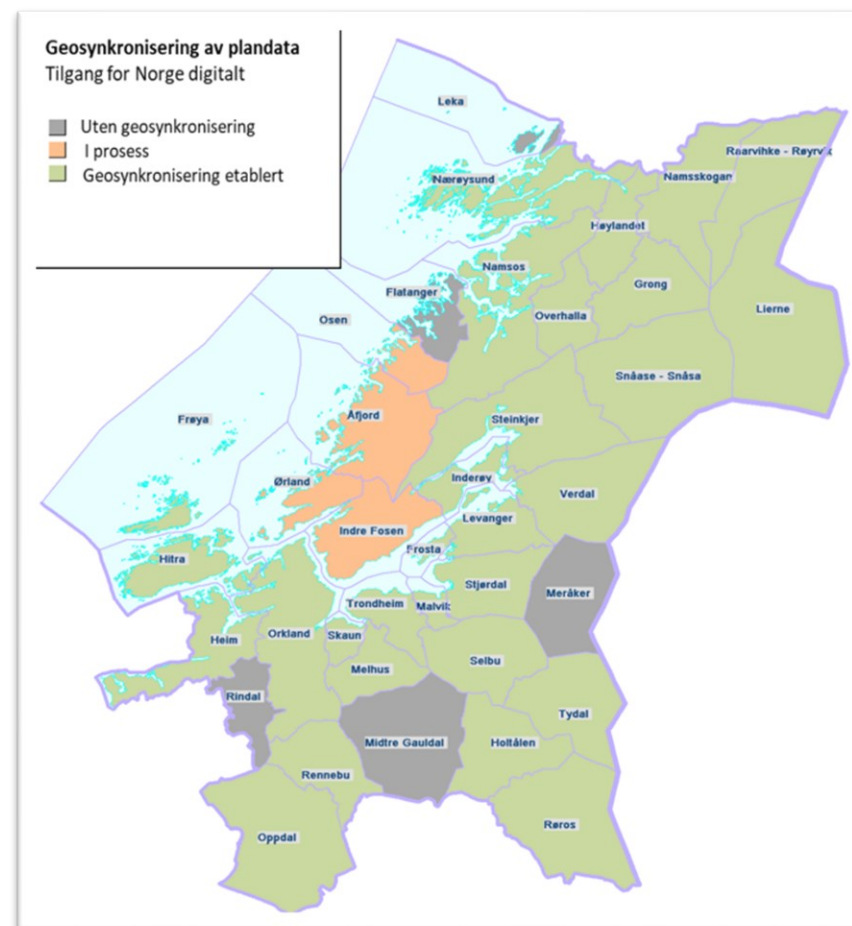 Geosynkronisering av plandata
Tilgang for Norge digitalt
Uten geosynkronisering
I prosess
Geosynkronisering etablert
Leka
Raarvihke - Røyrvik
Namsskogan
Nærøysund
Høylandet
Namsos
Grong
Flatanger
Lierne
Overhalla
Osen
Snåase - Snåsa
Åfjord
Steinkjer
Frøya
Inderøy
Ørland
Verdal
Levanger
Indre Fosen
Frosta
Hitra
Stjørdal
Meråker
Trondheim
Malvik
Orkland
Skaun
Heim
Selbu
Melhus
Rindal
Tydal
Midtre Gauldal
Holtålen
Rennebu
Røros
Oppdal